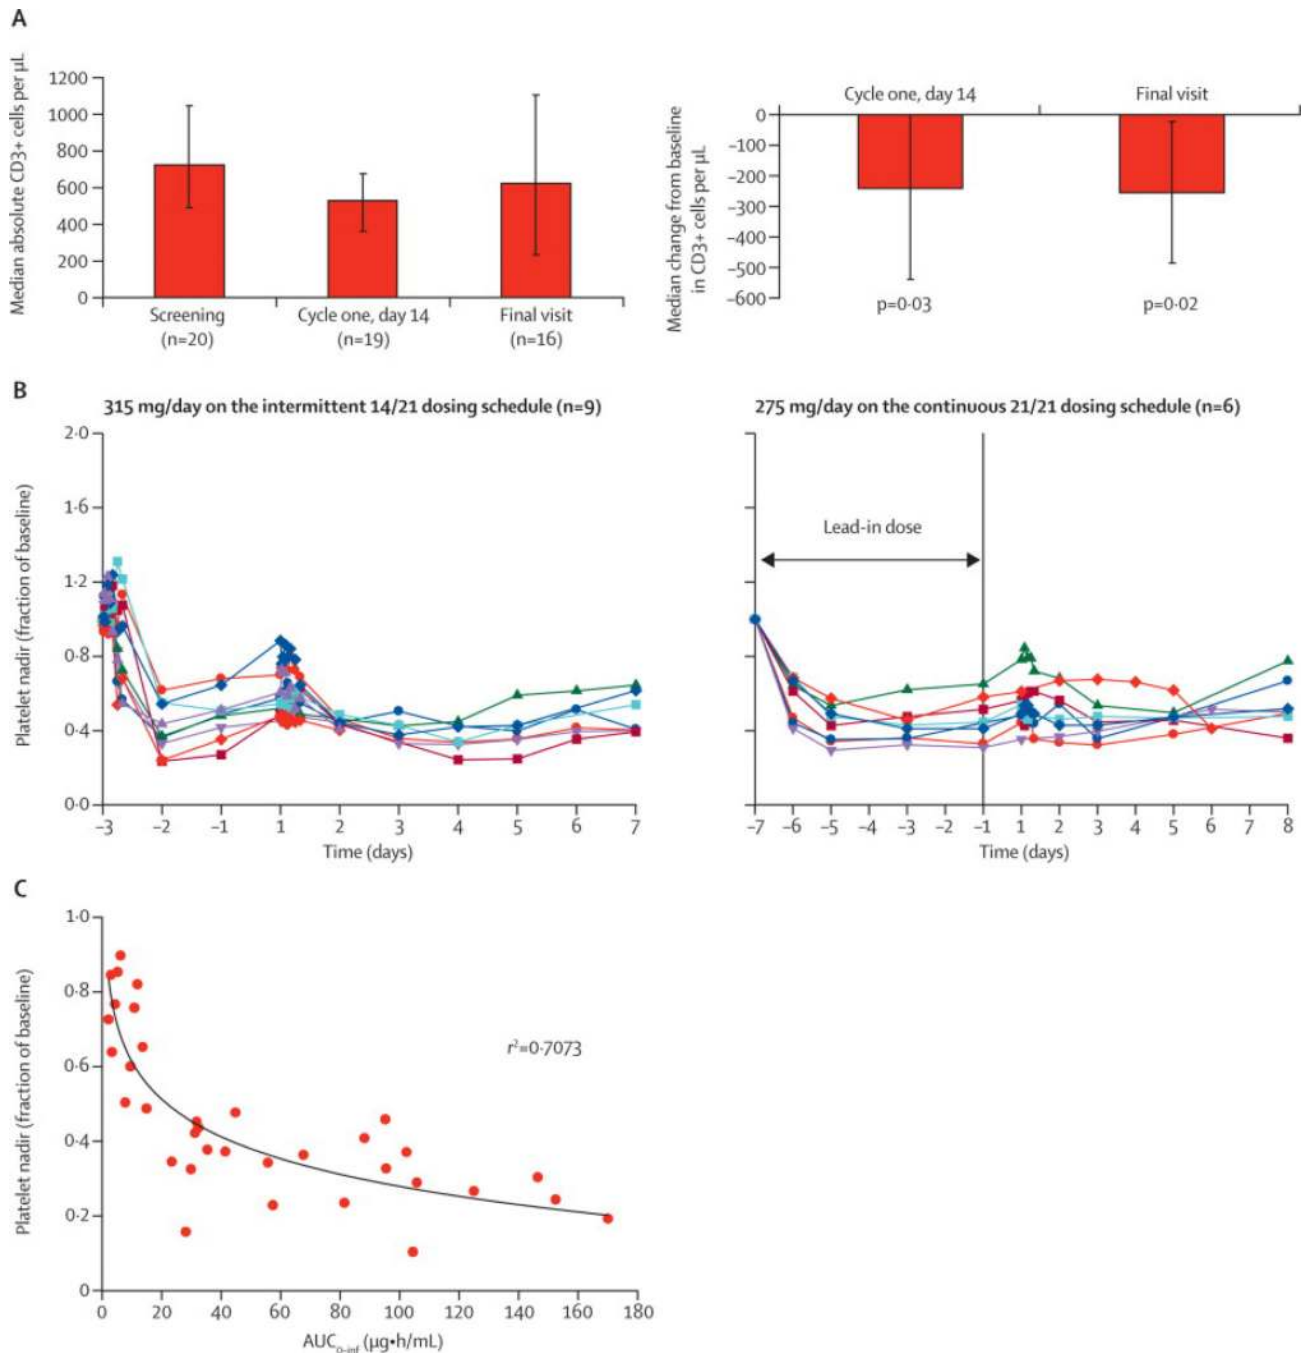 A
Median absolute CD3+ cells per µL
1200
1000
800
600
400
200
0
Screening
(n=20)
Cycle one, day 14
(n=19)
Final visit
(n=16)
Median change from baseline
in CD3+ cells per µL
Cycle one, day 14
Final visit
0
−100
−200
−300
−400
−500
−600
p=0·03
p=0·02
B
315 mg/day on the intermittent 14/21 dosing schedule (n=9)
Platelet nadir (fraction of baseline)
2·0
1·6
1·2
0·8
0·4
0·0
−3 −2 −1 1 2 3 4 5 6 7
Time (days)
275 mg/day on the continuous 21/21 dosing schedule (n=6)
Lead-in dose
−7 −6 −5 −3 −2 −1 1 2 3 4 5 6 8
Time (days)
C
Platelet nadir (fraction of baseline)
1·0
0·8
0·6
0·4
0·2
0
r²=0·7073
0 20 40 60 80 100 120 140 160 180
AUC0-inf (µg•h/mL)